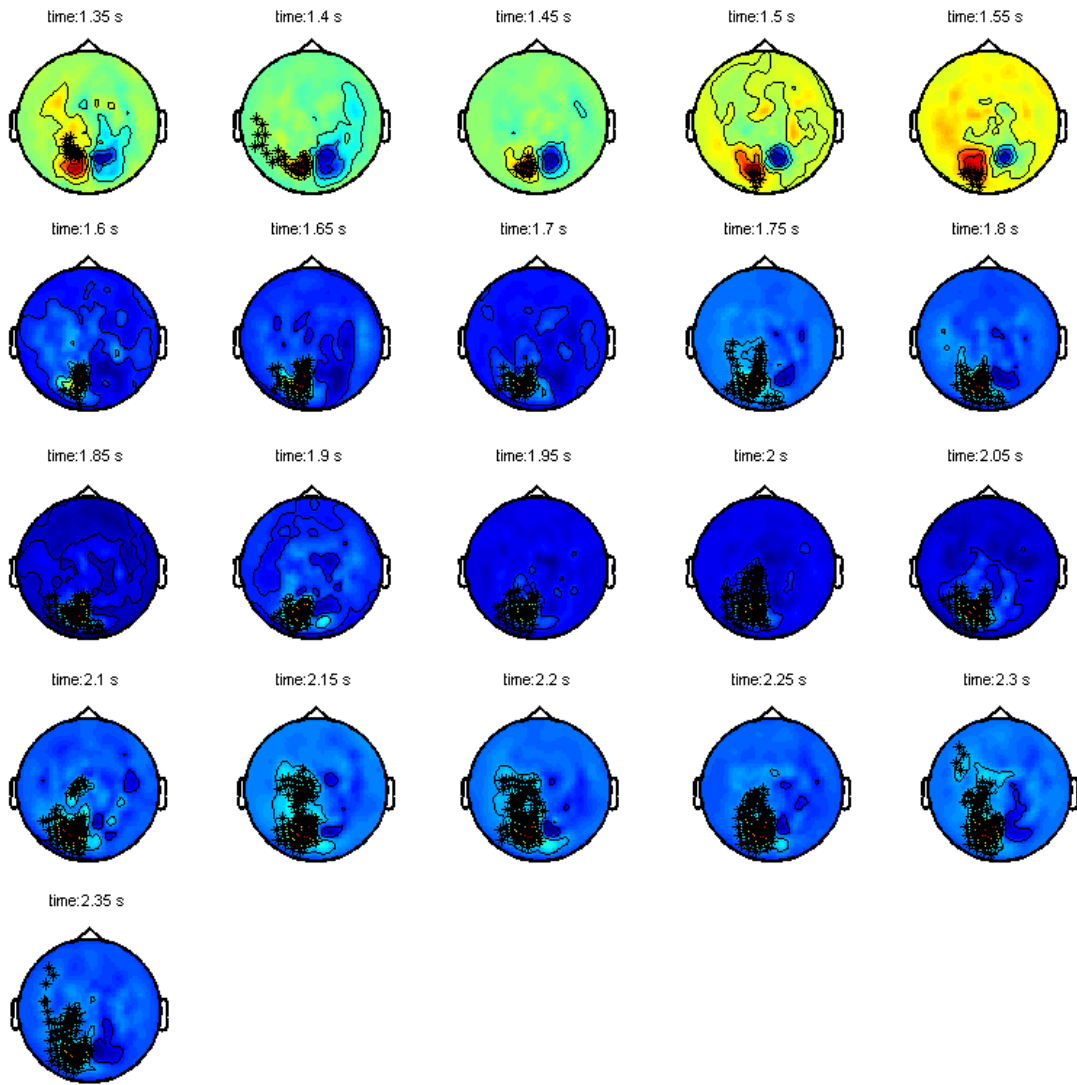 time:1.35 s
time:1.4 s
time:1.45 s
time:1.5 s
time:1.55 s
time:1.6 s
time:1.65 s
time:1.7 s
time:1.75 s
time:1.8 s
time:1.85 s
time:1.9 s
time:1.95 s
time:2 s
time:2.05 s
time:2.1 s
time:2.15 s
time:2.2 s
time:2.25 s
time:2.3 s
time:2.35 s